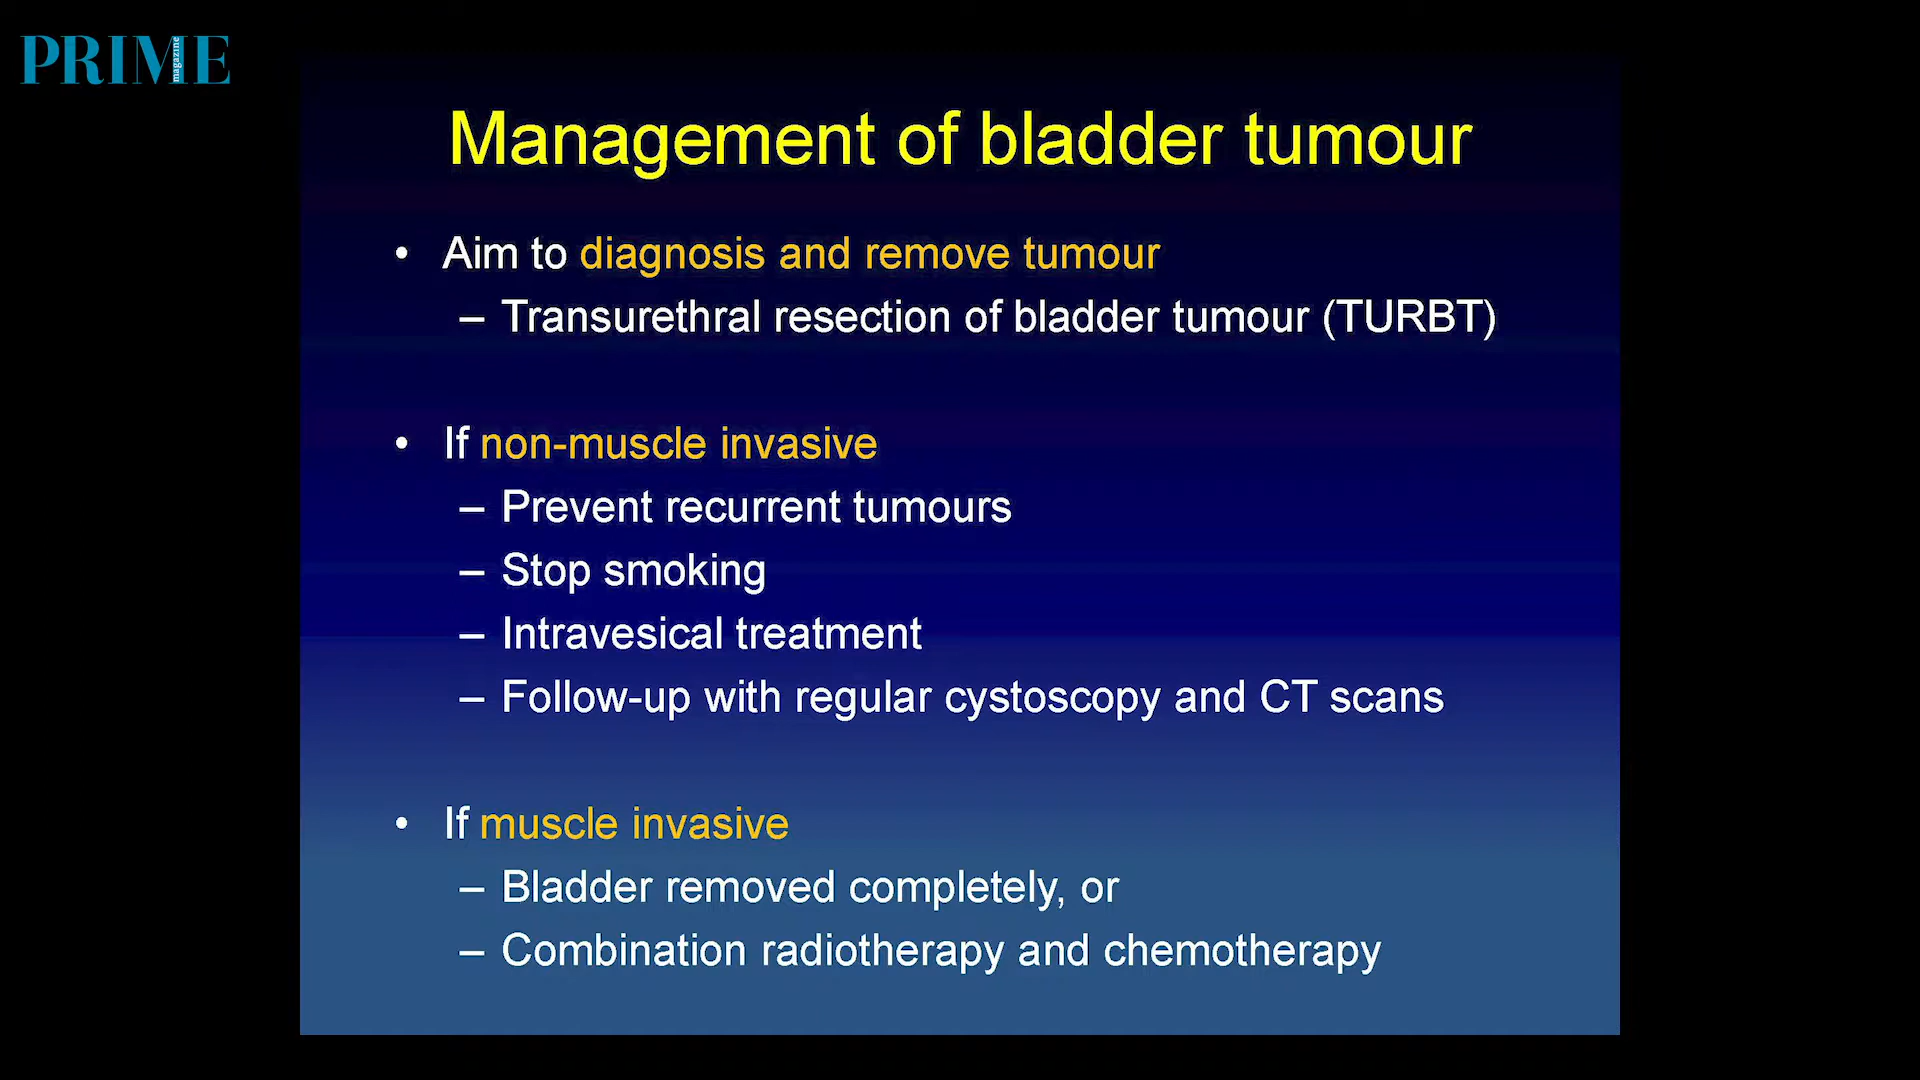 PRIME
magazine
Management of bladder tumour
• Aim to diagnosis and remove tumour
– Transurethral resection of bladder tumour (TURBT)
• If non-muscle invasive
– Prevent recurrent tumours
– Stop smoking
– Intravesical treatment
– Follow-up with regular cystoscopy and CT scans
• If muscle invasive
– Bladder removed completely, or
– Combination radiotherapy and chemotherapy